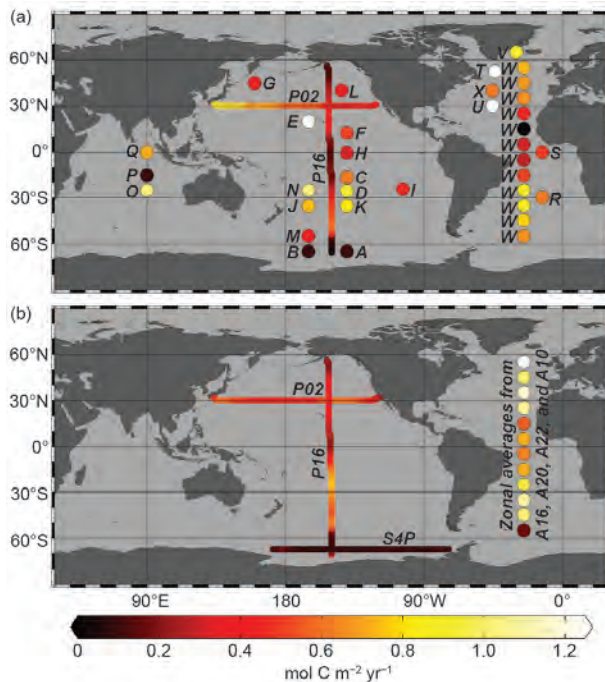 (a)
60°N
30°N
0°
30°S
60°S
G
P02
L
E
F
H
P16
C
N
D
I
J
K
M
B
A
Q
P
O
V
T
W
X
W
U
W
W
W
W
S
W
W
W
R
W
W
W
(b)
60°N
30°N
0°
30°S
60°S
P02
P16
S4P
Zonal averages from
A16, A20, A22, and A10
90°E
180
90°W
0°
0
0.2
0.4
0.6
0.8
1.0
1.2
mol C m⁻² yr⁻¹